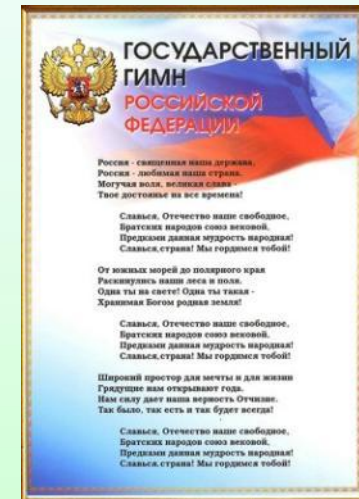 ГОСУДАРСТВЕННЫЙ
ГИМН
РОССИЙСКОЙ
ФЕДЕРАЦИИ
Россия - священная наша держава,
Россия - любимая наша страна.
Могучая воля, великая слава -
Твое достоянье на все времена!
Славься, Отечество наше свободное,
Братских народов союз вековой,
Предками данная мудрость народная!
Славься,страна! Мы гордимся тобой!
От южных морей до полярного края
Раскинулись наши леса и поля.
Одна ты на свете! Одна ты такая -
Хранимая Богом родная земля!
Славься, Отечество наше свободное,
Братских народов союз вековой,
Предками данная мудрость народная!
Славься,страна! Мы гордимся тобой!
Широкий простор для мечты и для жизни
Грядущие нам открывают года.
Нам силу дает наша верность Отчизне.
Так было, так есть и так будет всегда!
Славься, Отечество наше свободное,
Братских народов союз вековой,
Предками данная мудрость народная!
Славься,страна! Мы гордимся тобой!